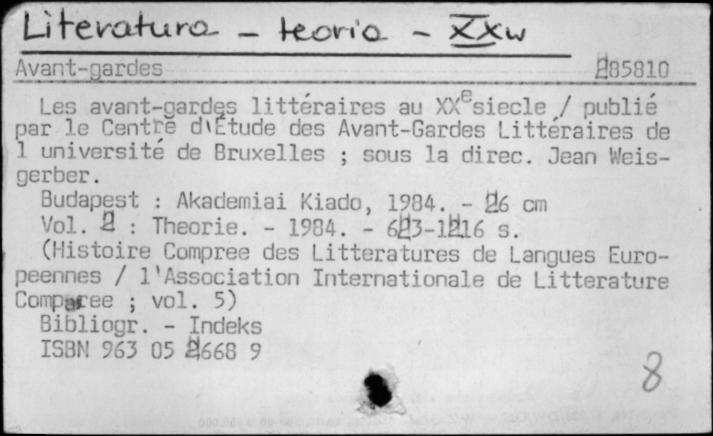 Literatura - teoria - XXw
Avant-gardes 285810
Les avant-gardes littéraires au XXe siecle / publié
par le Centre d'Étude des Avant-Gardes Littéraires de
l université de Bruxelles ; sous la direc. Jean Weis-
gerber.
Budapest : Akademiai Kiado, 1984. - 26 cm
Vol. 2 : Theorie. - 1984. - 623-1216 s.
(Histoire Compree des Litteratures de Langues Euro-
peennes / l'Association Internationale de Litterature
Comparee ; vol. 5)
Bibliogr. - Indeks
ISBN 963 05 2668 9
8